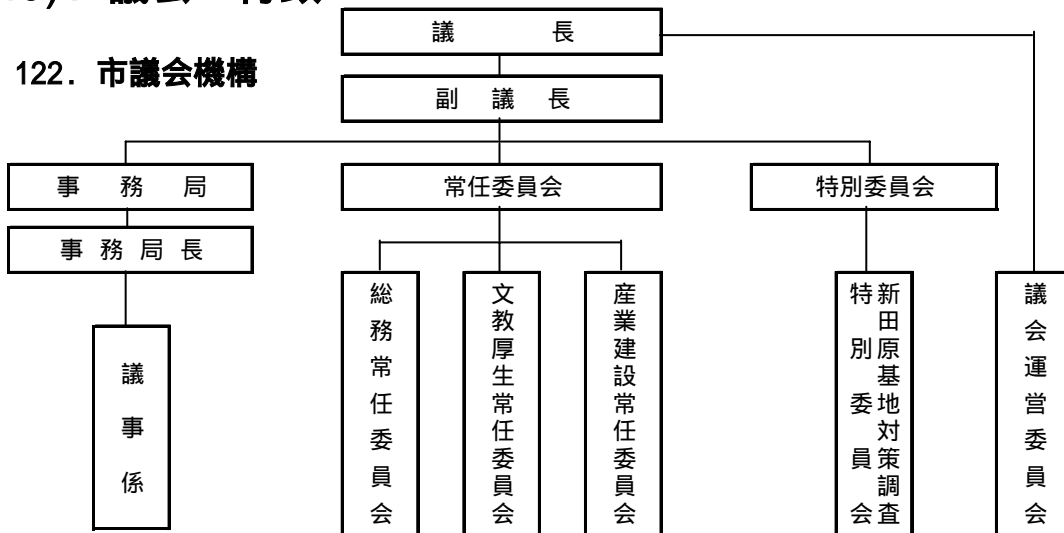 122. 市議会機構
議長
副議長
事務局
常任委員会
特別委員会
事務局長
議事係
総務常任委員会
文教厚生常任委員会
産業建設常任委員会
新田原基地対策調査
特別委員会
議会運営委員会